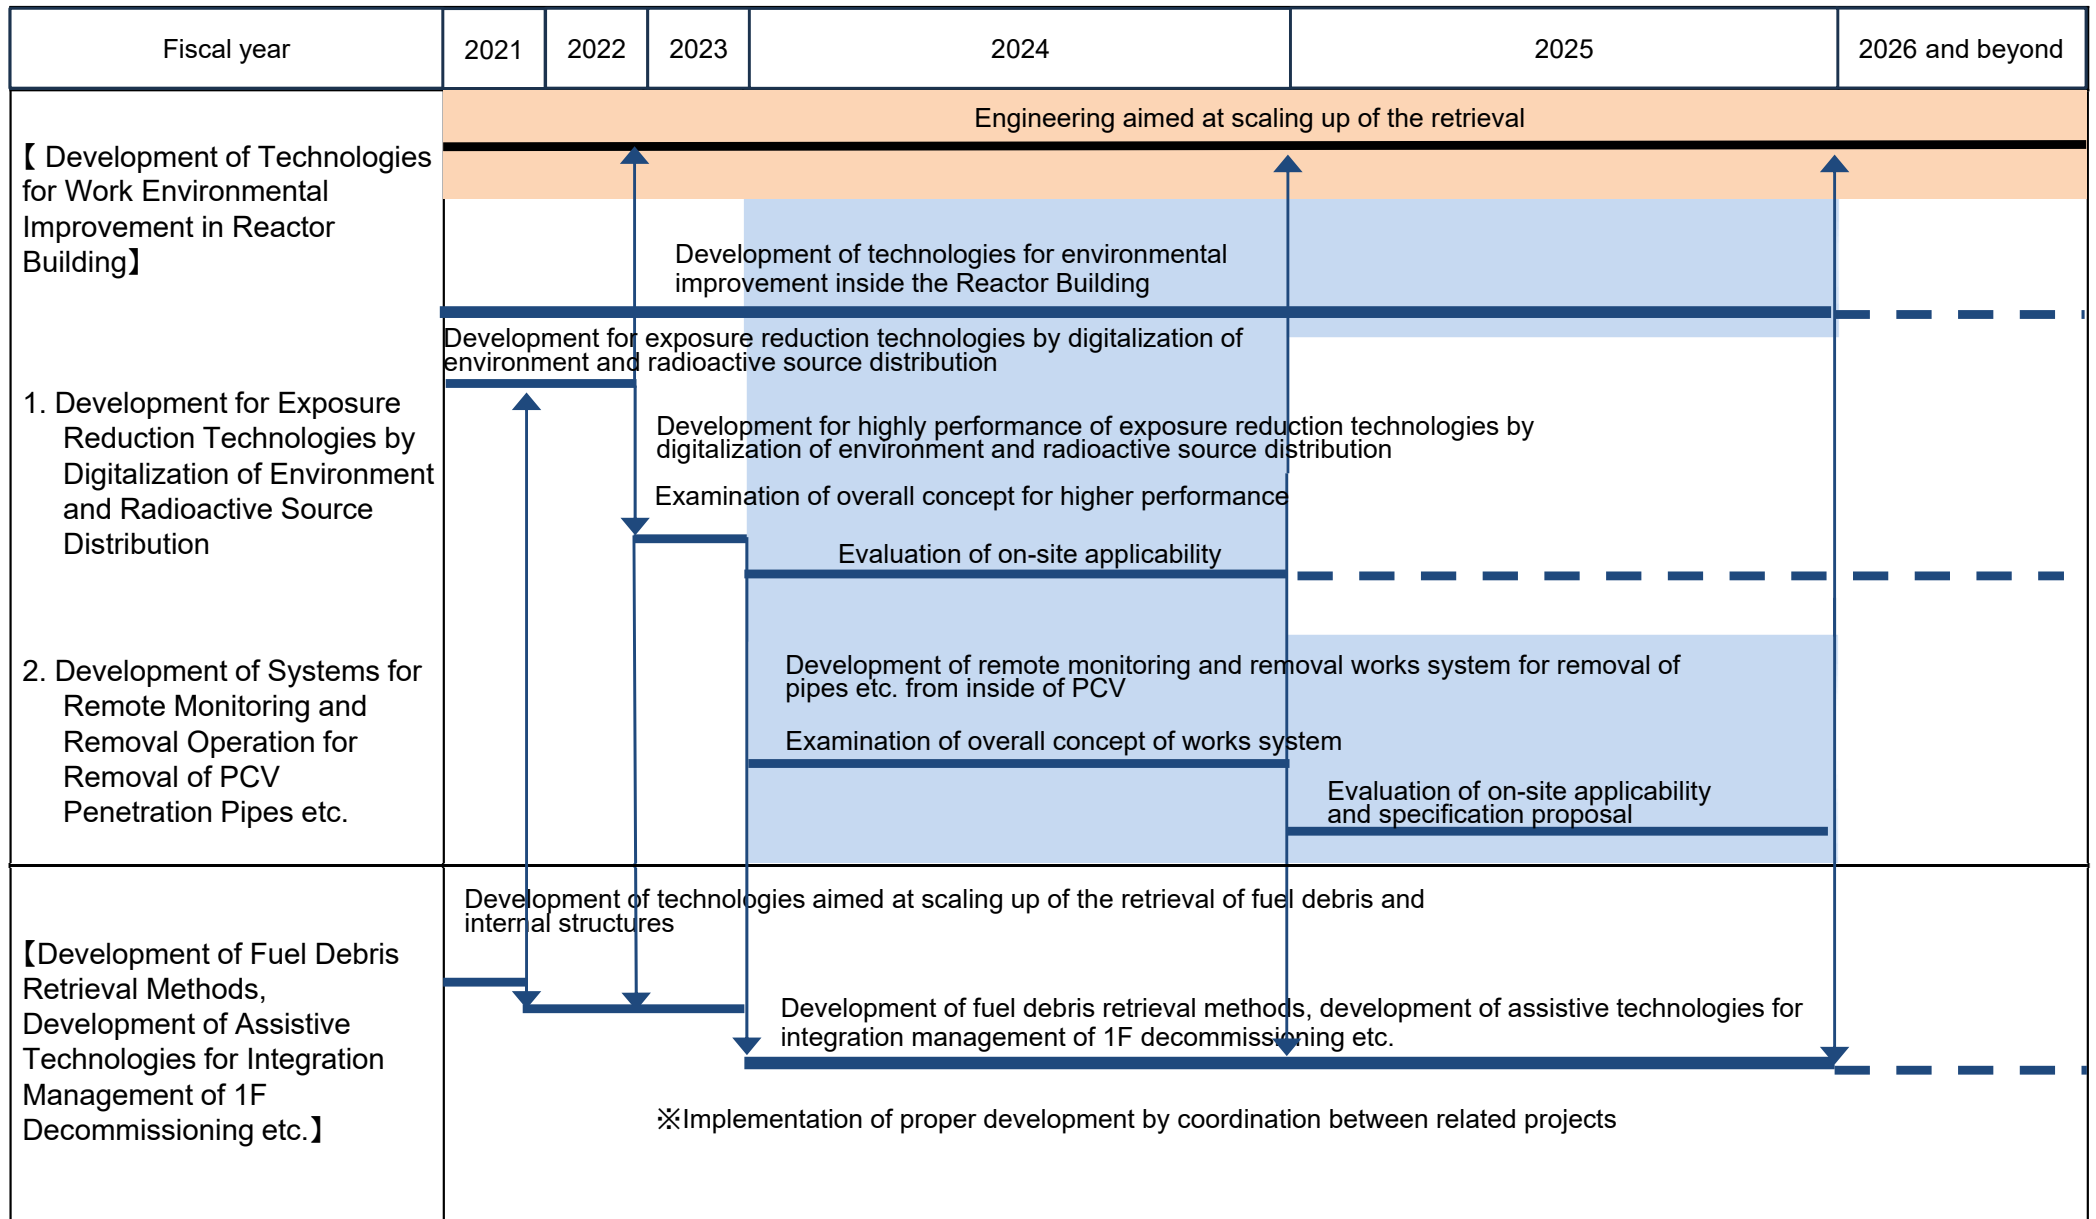 Fiscal year
2021
2022
2023
2024
2025
2026 and beyond
Engineering aimed at scaling up of the retrieval
【 Development of Technologies
for Work Environmental
Improvement in Reactor
Building】
Development of technologies for environmental
improvement inside the Reactor Building
Development for exposure reduction technologies by digitalization of
environment and radioactive source distribution
1. Development for Exposure
Reduction Technologies by
Digitalization of Environment
and Radioactive Source
Distribution
Development for highly performance of exposure reduction technologies by
digitalization of environment and radioactive source distribution
Examination of overall concept for higher performance
Evaluation of on-site applicability
2. Development of Systems for
Remote Monitoring and
Removal Operation for
Removal of PCV
Penetration Pipes etc.
Development of remote monitoring and removal works system for removal of
pipes etc. from inside of PCV
Examination of overall concept of works system
Evaluation of on-site applicability
and specification proposal
【Development of Fuel Debris
Retrieval Methods,
Development of Assistive
Technologies for Integration
Management of 1F
Decommissioning etc.】
Development of technologies aimed at scaling up of the retrieval of fuel debris and
internal structures
Development of fuel debris retrieval methods, development of assistive technologies for
integration management of 1F decommissioning etc.
※Implementation of proper development by coordination between related projects